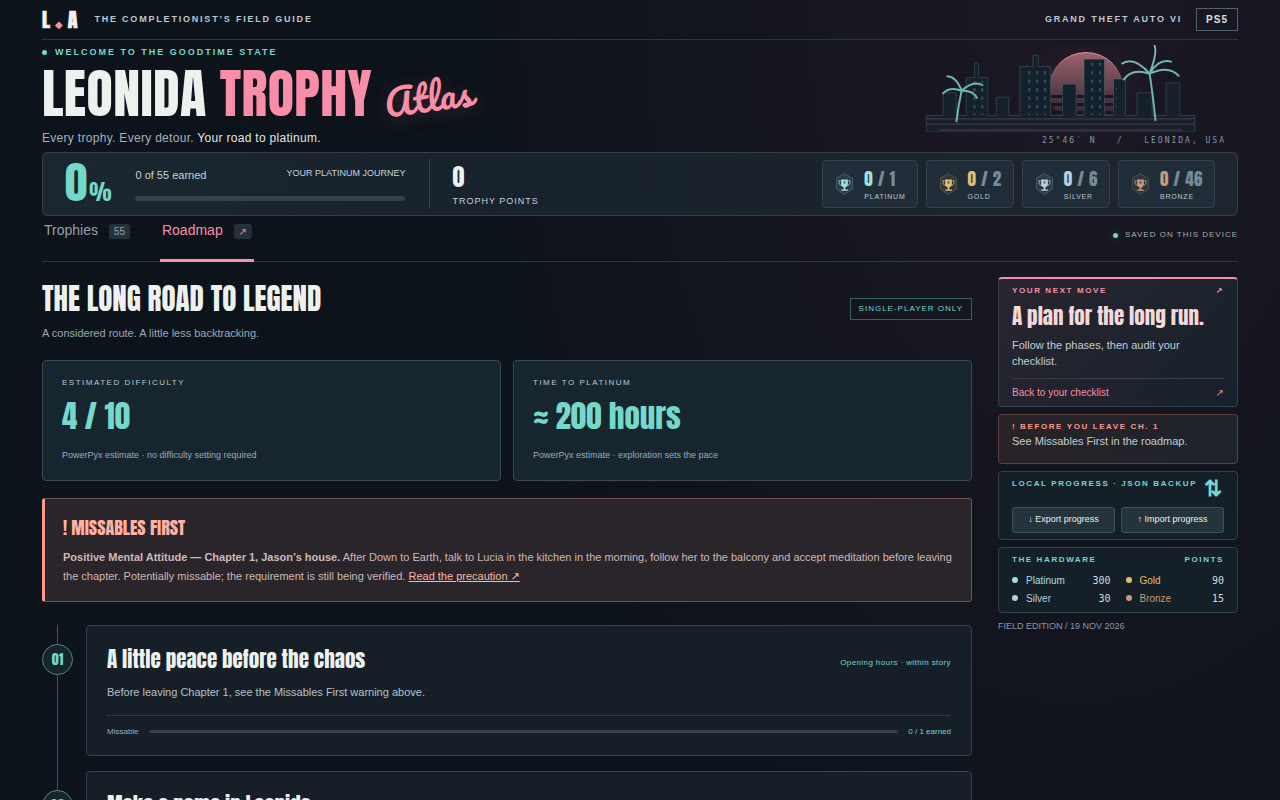 L◆A THE COMPLETIONIST'S FIELD GUIDE
GRAND THEFT AUTO VI PS5
WELCOME TO THE GOODTIME STATE
LEONIDA TROPHY Atlas
Every trophy. Every detour. Your road to platinum.
25°46′ N / LEONIDA, USA
0%
0 of 55 earned YOUR PLATINUM JOURNEY
0
TROPHY POINTS
0 / 1
PLATINUM
0 / 2
GOLD
0 / 6
SILVER
0 / 46
BRONZE
Trophies 55 Roadmap ↗
SAVED ON THIS DEVICE
THE LONG ROAD TO LEGEND
A considered route. A little less backtracking.
SINGLE-PLAYER ONLY
ESTIMATED DIFFICULTY
4 / 10
PowerPyx estimate · no difficulty setting required
TIME TO PLATINUM
≈ 200 hours
PowerPyx estimate · exploration sets the pace
! MISSABLES FIRST
Positive Mental Attitude — Chapter 1, Jason's house. After Down to Earth, talk to Lucia in the kitchen in the morning, follow her to the balcony and accept meditation before leaving
the chapter. Potentially missable; the requirement is still being verified. Read the precaution ↗
01
A little peace before the chaos
Opening hours · within story
Before leaving Chapter 1, see the Missables First warning above.
Missable 0 / 1 earned
Make a name in Leonida
YOUR NEXT MOVE ↗
A plan for the long run.
Follow the phases, then audit your
checklist.
Back to your checklist ↗
! BEFORE YOU LEAVE CH. 1
See Missables First in the roadmap.
LOCAL PROGRESS · JSON BACKUP ⇅
↓ Export progress ↑ Import progress
THE HARDWARE POINTS
Platinum 300 Gold 90
Silver 30 Bronze 15
FIELD EDITION / 19 NOV 2026